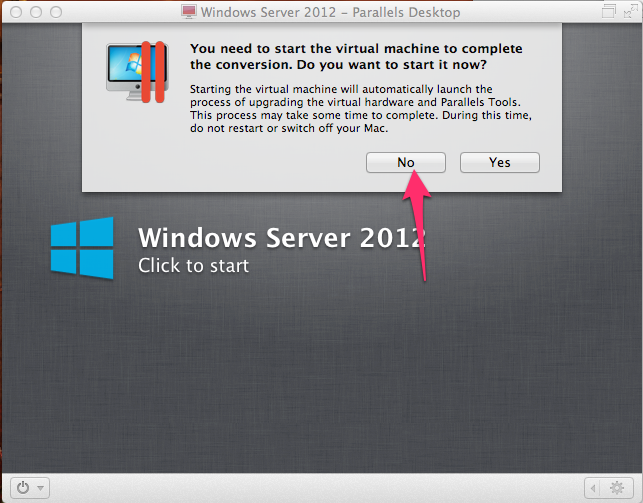 Windows Server 2012 – Parallels Desktop
You need to start the virtual machine to complete
the conversion. Do you want to start it now?
Starting the virtual machine will automatically launch the
process of upgrading the virtual hardware and Parallels Tools.
This process may take some time to complete. During this time,
do not restart or switch off your Mac.
No
Yes
Windows Server 2012
Click to start